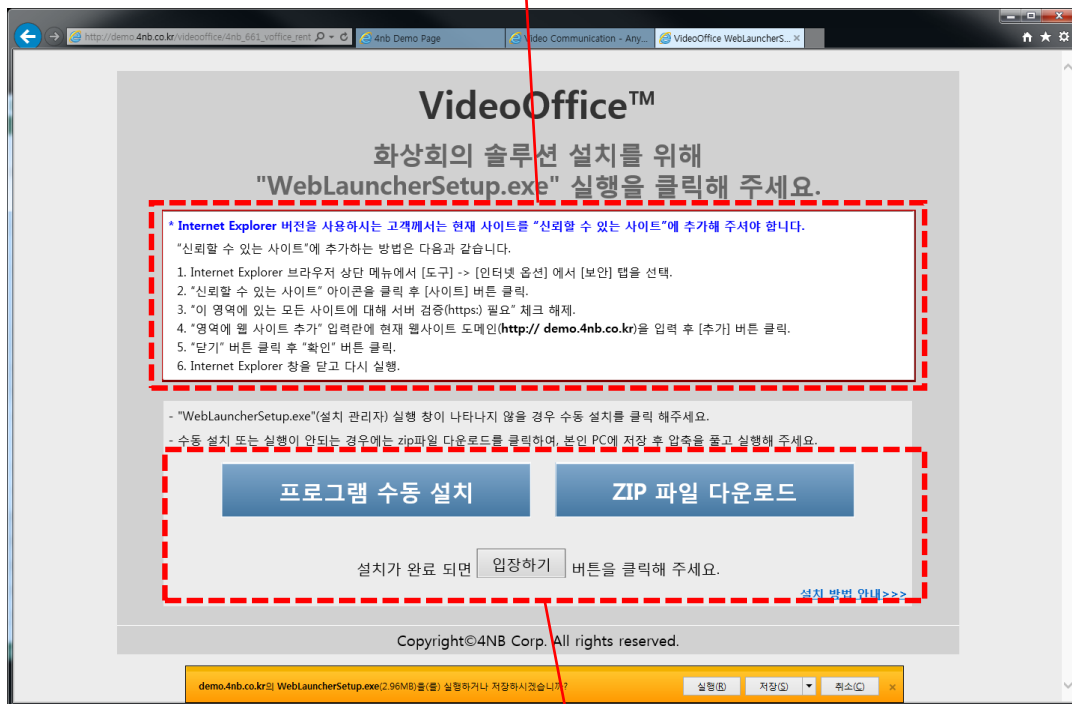 http://demo.4nb.co.kr/videooffice/4nb_661_voffice_rent
4nb Demo Page
Video Communication - Any...
VideoOffice WebLauncherS...
VideoOffice™
화상회의 솔루션 설치를 위해
"WebLauncherSetup.exe" 실행을 클릭해 주세요.
* Internet Explorer 버전을 사용하시는 고객께서는 현재 사이트를 “신뢰할 수 있는 사이트”에 추가해 주셔야 합니다.
“신뢰할 수 있는 사이트”에 추가하는 방법은 다음과 같습니다.
1. Internet Explorer 브라우저 상단 메뉴에서 [도구] -> [인터넷 옵션] 에서 [보안] 탭을 선택.
2. “신뢰할 수 있는 사이트” 아이콘을 클릭 후 [사이트] 버튼 클릭.
3. “이 영역에 있는 모든 사이트에 대해 서버 검증(https:) 필요” 체크 해제.
4. “영역에 웹 사이트 추가” 입력란에 현재 웹사이트 도메인(http:// demo.4nb.co.kr)을 입력 후 [추가] 버튼 클릭.
5. “닫기” 버튼 클릭 후 “확인” 버튼 클릭.
6. Internet Explorer 창을 닫고 다시 실행.
- "WebLauncherSetup.exe"(설치 관리자) 실행 창이 나타나지 않을 경우 수동 설치를 클릭 해주세요.
- 수동 설치 또는 실행이 안되는 경우에는 zip파일 다운로드를 클릭하여, 본인 PC에 저장 후 압축을 풀고 실행해 주세요.
프로그램 수동 설치
ZIP 파일 다운로드
설치가 완료 되면 입장하기 버튼을 클릭해 주세요.
설치 방법 안내>>>
Copyright©4NB Corp. All rights reserved.
demo.4nb.co.kr의 WebLauncherSetup.exe(2.96MB)을(를) 실행하거나 저장하시겠습니까?
실행(R)
저장(S)
취소(C)